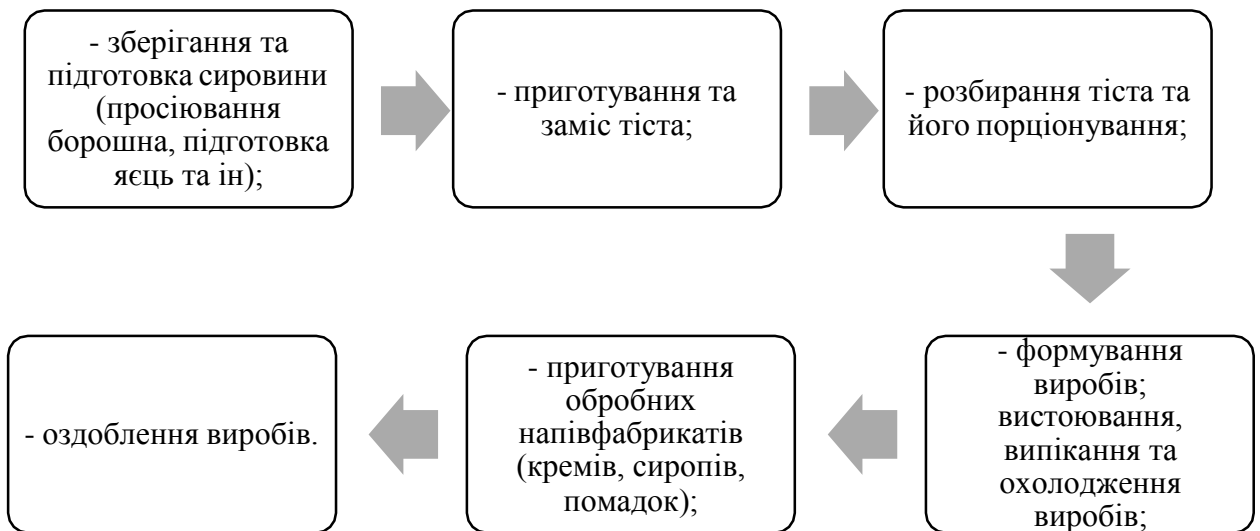 - зберігання та
підготовка сировини
(просіювання
борошна, підготовка
яєць та ін);
- приготування та
заміс тіста;
- розбирання тіста та
його порціонування;
- формування
виробів;
вистоювання,
випікання та
охолодження
виробів;
- приготування
обробних
напівфабрикатів
(кремів, сиропів,
помадок);
- оздоблення виробів.